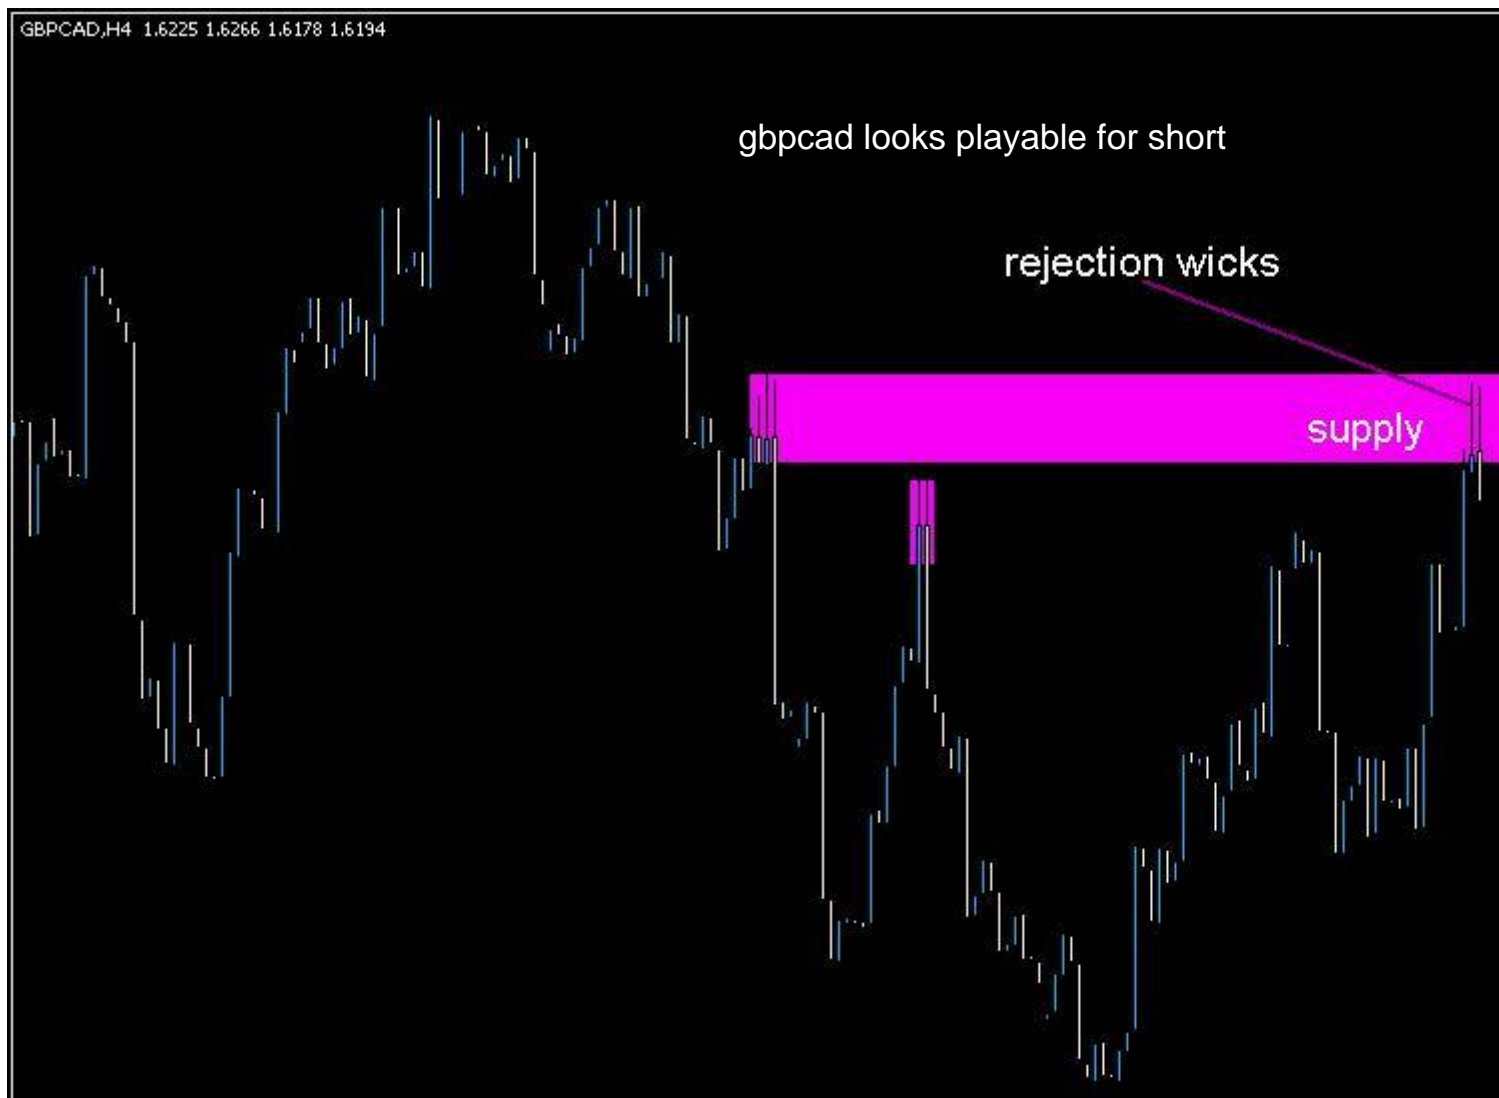 GBPCAD,H4 1.6225 1.6266 1.6178 1.6194
gbpcad looks playable for short
rejection wicks
supply